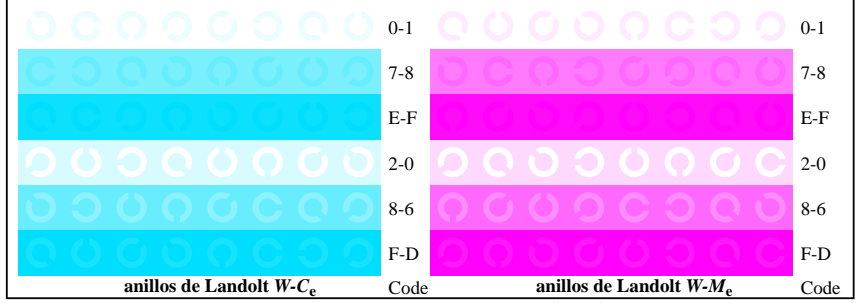 0-1
7-8
E-F
2-0
8-6
F-D
anillos de Landolt W-Ce
Code
0-1
7-8
E-F
2-0
8-6
F-D
anillos de Landolt W-Me
Code